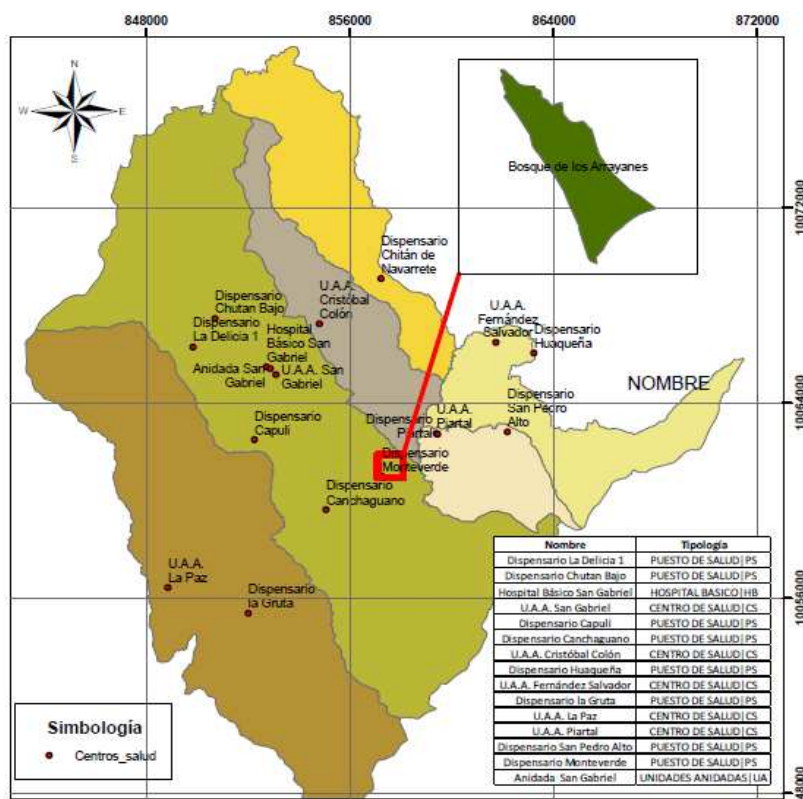 848000
856000
864000
872000
N
W
E
S
Bosque de los Arrayanes
10072000
Dispensario
Chitán de
Navarrete
U.A.A.
Cristóbal
Colón
Dispensario
Chutan Bajo
Dispensario
La Delicia 1
Hospital
Básico San
Gabriel
Anidada San
Gabriel
U.A.A. San
Gabriel
U.A.A.
Fernández
Salvador
Dispensario
Huaqueña
NOMBRE
10064000
Dispensario
San Pedro
Alto
U.A.A.
Piartal
Dispensario
Piartal
Dispensario
Capulí
Dispensario
Monteverde
Dispensario
Canchaguano
U.A.A.
La Paz
Dispensario
la Gruta
10056000
Nombre Tipología
Dispensario La Delicia 1 PUESTO DE SALUD|PS
Dispensario Chutan Bajo PUESTO DE SALUD|PS
Hospital Básico San Gabriel HOSPITAL BASICO|HB
U.A.A. San Gabriel CENTRO DE SALUD|CS
Dispensario Capulí PUESTO DE SALUD|PS
Dispensario Canchaguano PUESTO DE SALUD|PS
U.A.A. Cristóbal Colón CENTRO DE SALUD|CS
Dispensario Huaqueña PUESTO DE SALUD|PS
U.A.A. Fernández Salvador CENTRO DE SALUD|CS
Dispensario la Gruta PUESTO DE SALUD|PS
U.A.A. La Paz CENTRO DE SALUD|CS
U.A.A. Piartal CENTRO DE SALUD|CS
Dispensario San Pedro Alto PUESTO DE SALUD|PS
Dispensario Monteverde PUESTO DE SALUD|PS
Anidada San Gabriel UNIDADES ANIDADAS|UA
Simbología
Centros_salud
48000